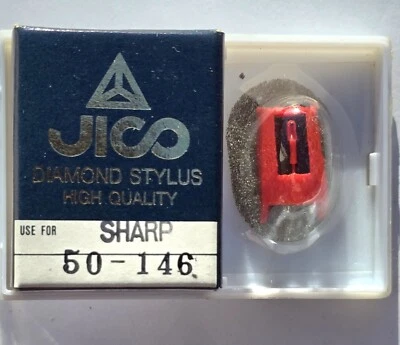 JICO
DIAMOND STYLUS
HIGH QUALITY
USE FOR SHARP
50-146